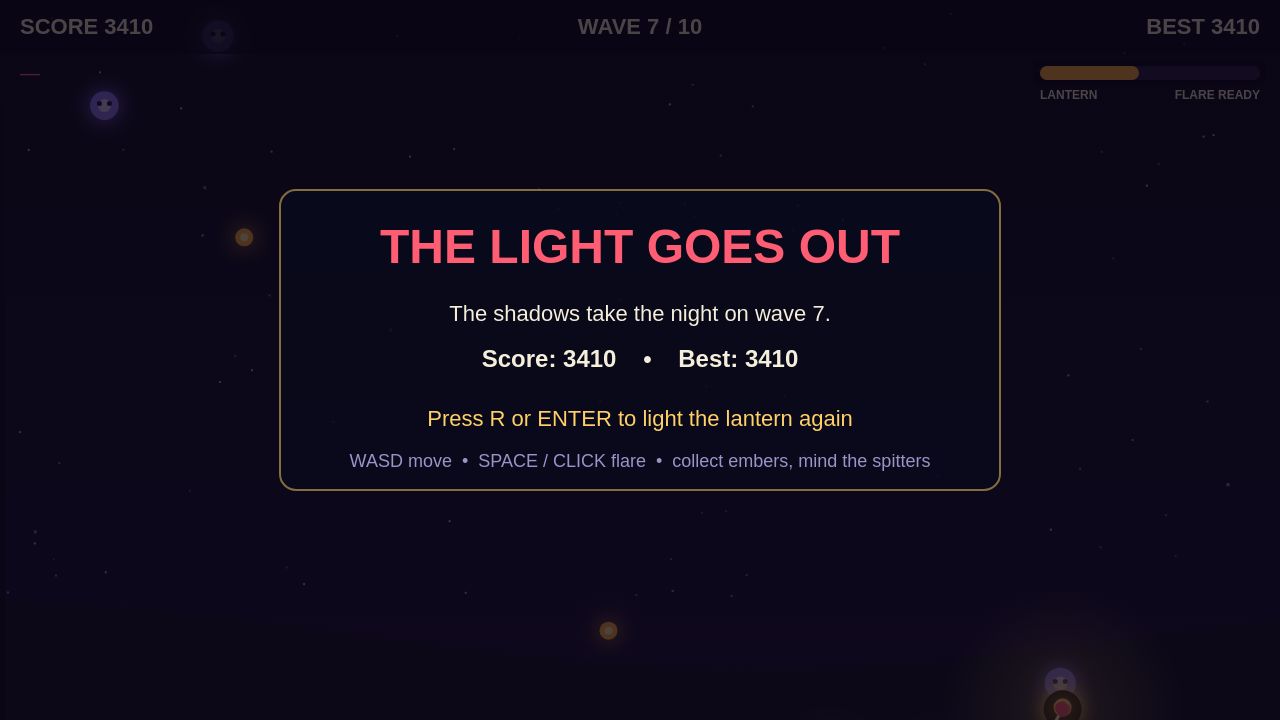 SCORE 3410
WAVE 7 / 10
BEST 3410
—
LANTERN
FLARE READY
THE LIGHT GOES OUT
The shadows take the night on wave 7.
Score: 3410 • Best: 3410
Press R or ENTER to light the lantern again
WASD move • SPACE / CLICK flare • collect embers, mind the spitters